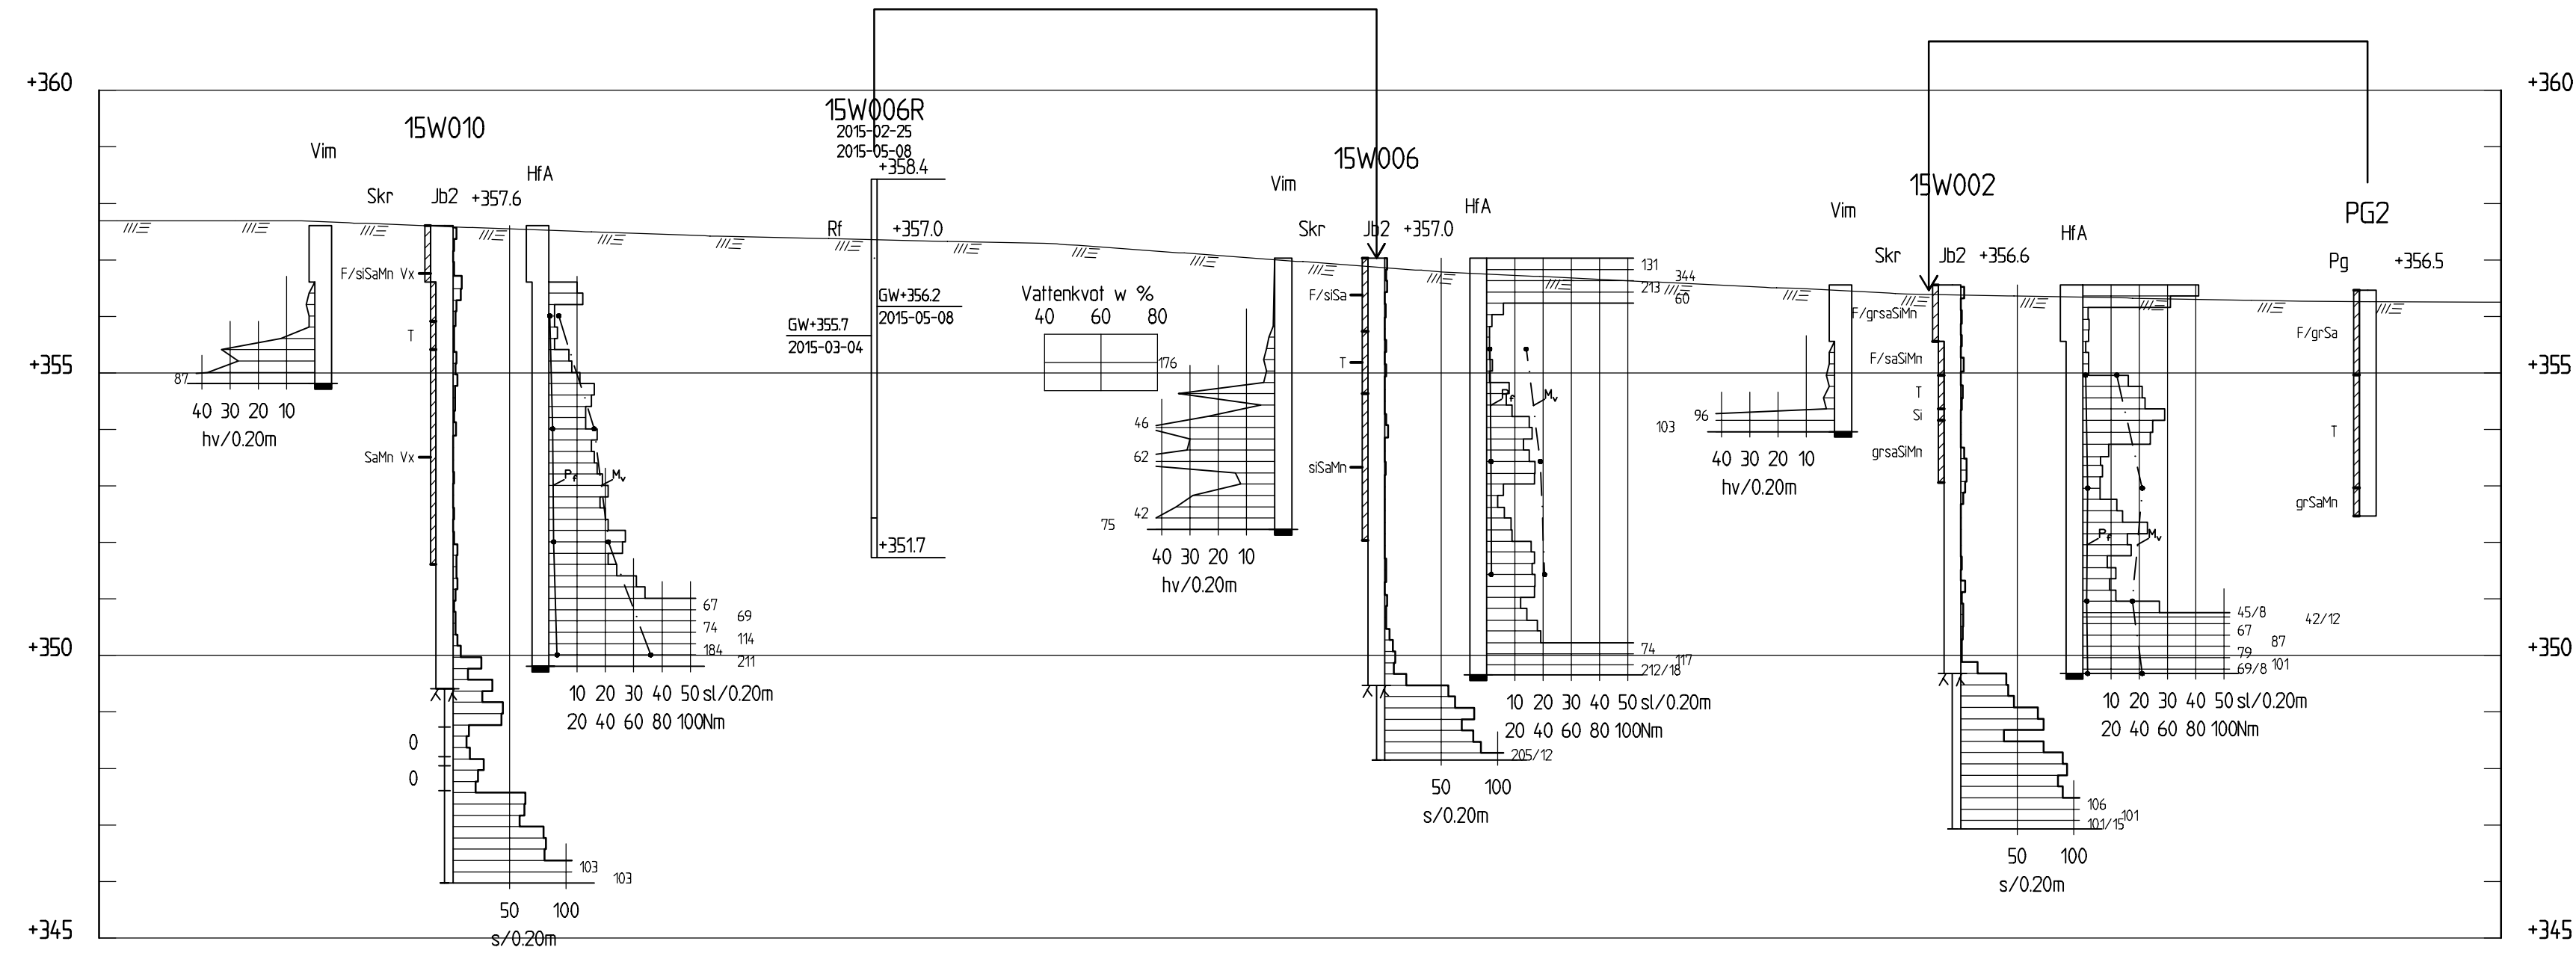 +360
+360
15W010
Vim
Skr
Jb2
+357.6
HfA
F/siSaMn Vx
T
SaMn Vx
87
40 30 20 10
hv/0.20m
Pf
Mv
67
69
74
114
184
211
10 20 30 40 50 sl/0.20m
20 40 60 80 100Nm
0
0
103
103
50 100
s/0.20m
15W006R
2015-02-25
2015-05-08
+358.4
Rf
+357.0
GW+356.2
2015-05-08
GW+355.7
2015-03-04
+351.7
Vattenkvot w %
40 60 80
176
15W006
Vim
Skr
Jb2
+357.0
HfA
F/siSa
T
siSaMn
46
62
42
75
40 30 20 10
hv/0.20m
131
344
213
60
Pf
Mv
74
117
212/18
10 20 30 40 50 sl/0.20m
20 40 60 80 100Nm
205/12
50 100
s/0.20m
15W002
Vim
Skr
Jb2
+356.6
HfA
F/grsaSiMn
F/saSiMn
T
Si
grsaSiMn
96
103
40 30 20 10
hv/0.20m
Pf
Mv
45/8
42/12
67
87
79
101
69/8
10 20 30 40 50 sl/0.20m
20 40 60 80 100Nm
106
101
101/15
50 100
s/0.20m
PG2
Pg
+356.5
F/grSa
T
grSaMn
+355
+355
+350
+350
+345
+345